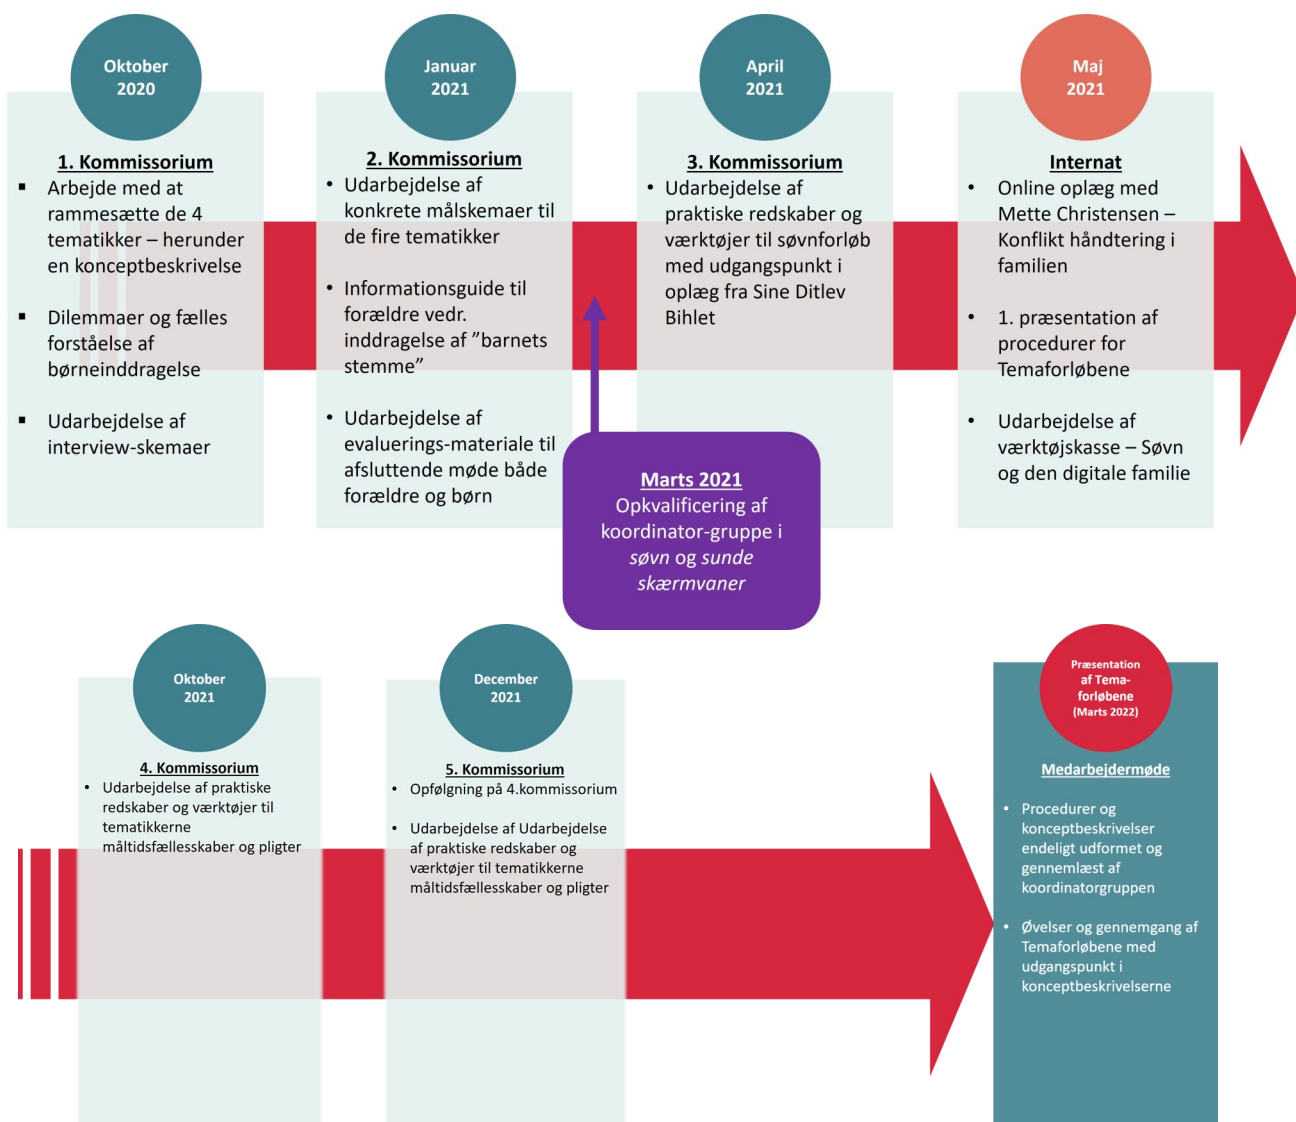 Oktober
2020
1. Kommissorium
▪ Arbejde med at
rammesætte de 4
tematikker – herunder
en konceptbeskrivelse
▪ Dilemmaer og fælles
forståelse af
børneinddragelse
▪ Udarbejdelse af
interview-skemaer
Januar
2021
2. Kommissorium
• Udarbejdelse af
konkrete målskemaer til
de fire tematikker
• Informationsguide til
forældre vedr.
inddragelse af ”barnets
stemme”
• Udarbejdelse af
evaluerings-materiale til
afsluttende møde både
forældre og børn
Marts 2021
Opkvalificering af
koordinator-gruppe i
søvn og sunde
skærmvaner
April
2021
3. Kommissorium
• Udarbejdelse af
praktiske redskaber og
værktøjer til søvnforløb
med udgangspunkt i
oplæg fra Sine Ditlev
Bihlet
Maj
2021
Internat
• Online oplæg med
Mette Christensen –
Konflikt håndtering i
familien
• 1. præsentation af
procedurer for
Temaforløbene
• Udarbejdelse af
værktøjskasse – Søvn
og den digitale familie
Oktober
2021
4. Kommissorium
• Udarbejdelse af praktiske
redskaber og værktøjer til
tematikkerne
måltidsfællesskaber og pligter
December
2021
5. Kommissorium
• Opfølgning på 4.kommissorium
• Udarbejdelse af Udarbejdelse
af praktiske redskaber og
værktøjer til tematikkerne
måltidsfællesskaber og pligter
Præsentation
af Tema-
forløbene
(Marts 2022)
Medarbejdermøde
• Procedurer og
konceptbeskrivelser
endeligt udformet og
gennemlæst af
koordinatorgruppen
• Øvelser og gennemgang af
Temaforløbene med
udgangspunkt i
konceptbeskrivelserne